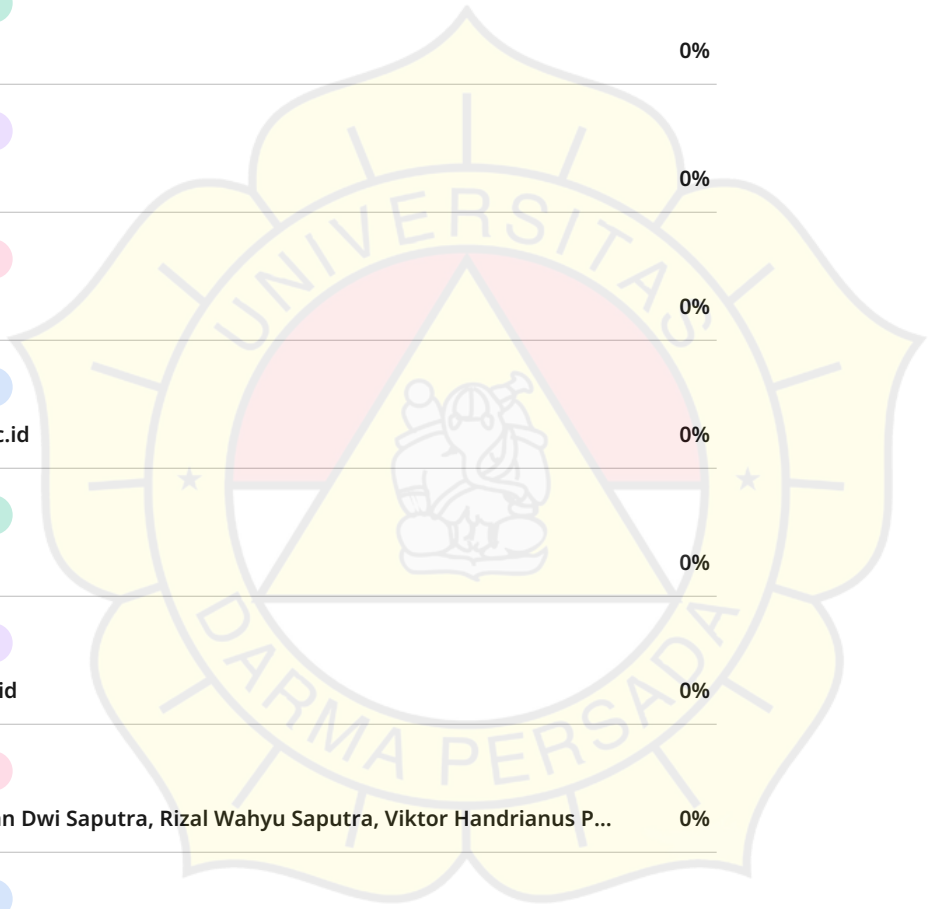 0%
0%
0%
c.id 0%
0%
id 0%
n Dwi Saputra, Rizal Wahyu Saputra, Viktor Handrianus P... 0%
UNIVERSITAS
DARMA PERSADA